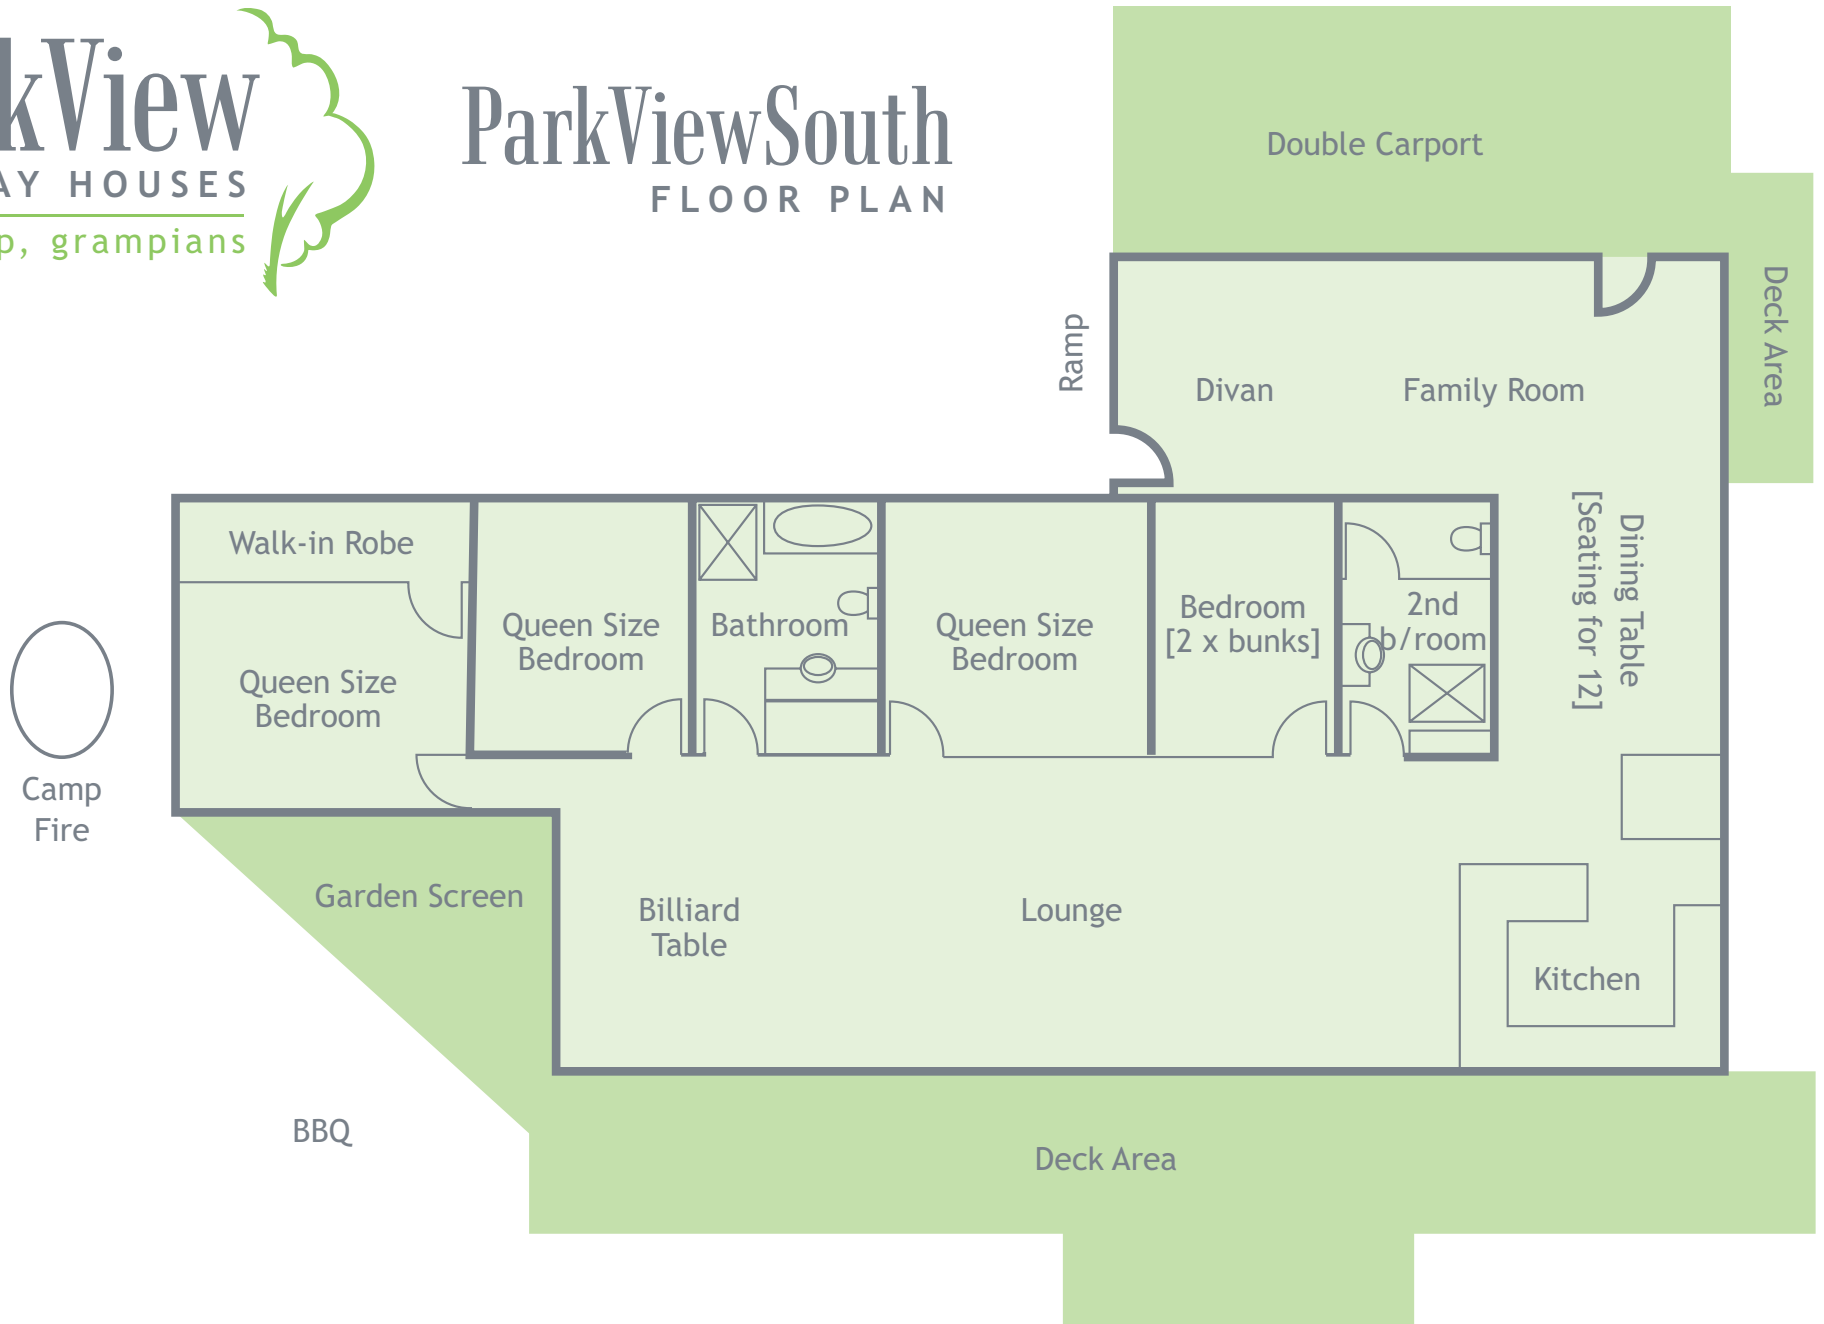 kView
AY HOUSES
p, grampians
ParkViewSouth
FLOOR PLAN
Double Carport
Deck Area
Ramp
Divan
Family Room
Dining Table
[Seating for 12]
Walk-in Robe
Queen Size
Bedroom
Queen Size
Bedroom
Bathroom
Queen Size
Bedroom
Bedroom
[2 x bunks]
2nd
b/room
Camp
Fire
Garden Screen
Billiard
Table
Lounge
Kitchen
BBQ
Deck Area